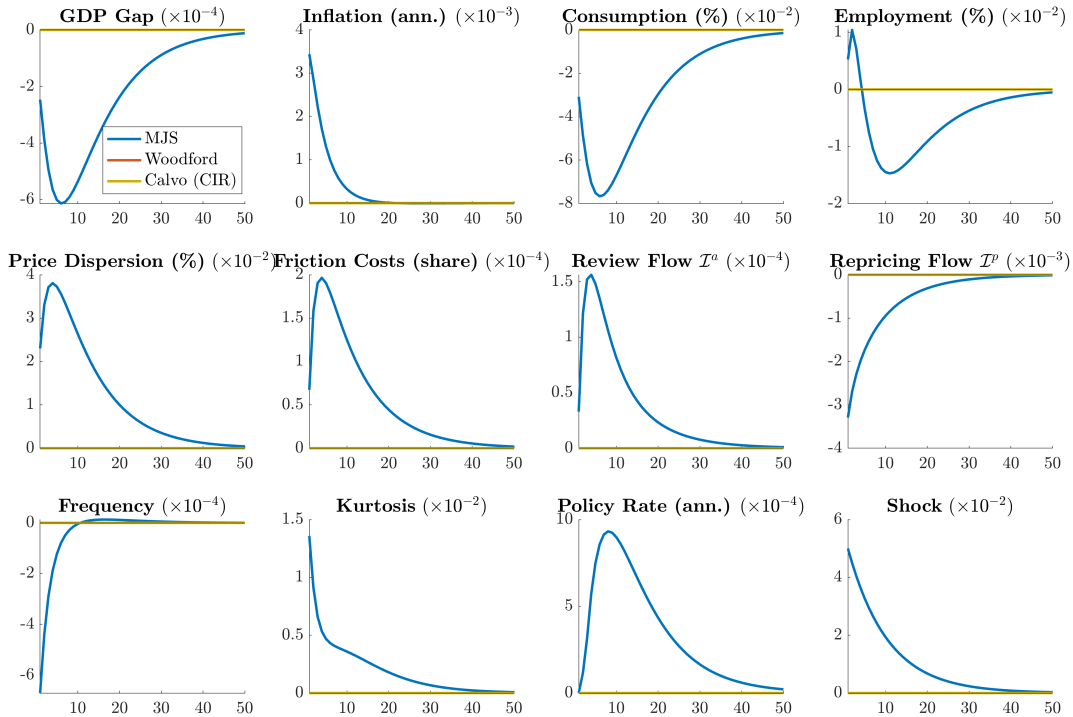 GDP Gap (×10⁻⁴)
0
-2
-4
-6
10 20 30 40 50
MJS
Woodford
Calvo (CIR)
Inflation (ann.) (×10⁻³)
4
3
2
1
0
10 20 30 40 50
Consumption (%) (×10⁻²)
0
-2
-4
-6
-8
10 20 30 40 50
Employment (%) (×10⁻²)
1
0
-1
-2
10 20 30 40 50
Price Dispersion (%) (×10⁻²)
4
3
2
1
0
10 20 30 40 50
Friction Costs (share) (×10⁻⁴)
2
1.5
1
0.5
0
10 20 30 40 50
Review Flow ℐᵃ (×10⁻⁴)
1.5
1
0.5
0
10 20 30 40 50
Repricing Flow ℐᵖ (×10⁻³)
0
-1
-2
-3
-4
10 20 30 40 50
Frequency (×10⁻⁴)
0
-2
-4
-6
10 20 30 40 50
Kurtosis (×10⁻²)
1.5
1
0.5
0
10 20 30 40 50
Policy Rate (ann.) (×10⁻⁴)
10
5
0
10 20 30 40 50
Shock (×10⁻²)
6
4
2
0
10 20 30 40 50